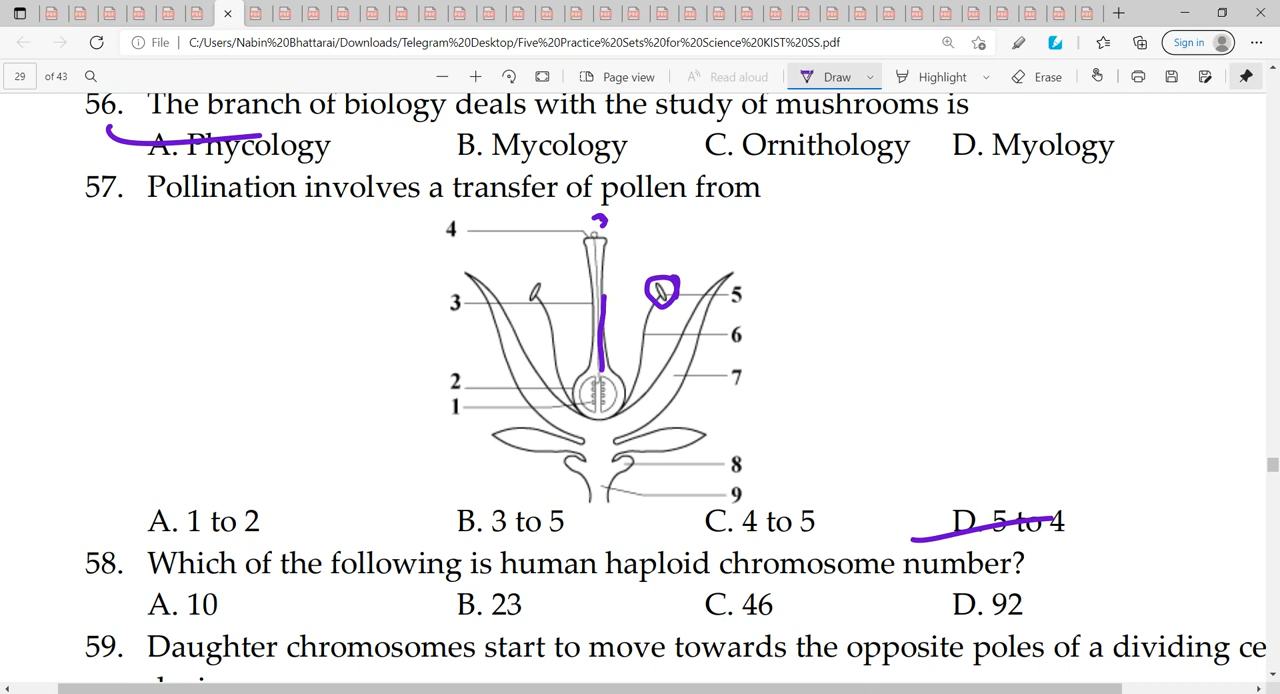 File C:/Users/Nabin%20Bhattarai/Downloads/Telegram%20Desktop/Five%20Practice%20Sets%20for%20Science%20KIST%20SS.pdf Sign in
29 of 43 Page view Read aloud Draw Highlight Erase
56. The branch of biology deals with the study of mushrooms is
A. Phycology B. Mycology C. Ornithology D. Myology
57. Pollination involves a transfer of pollen from
4
5
3
6
7
2
1
8
9
A. 1 to 2 B. 3 to 5 C. 4 to 5 D. 5 to 4
58. Which of the following is human haploid chromosome number?
A. 10 B. 23 C. 46 D. 92
59. Daughter chromosomes start to move towards the opposite poles of a dividing ce